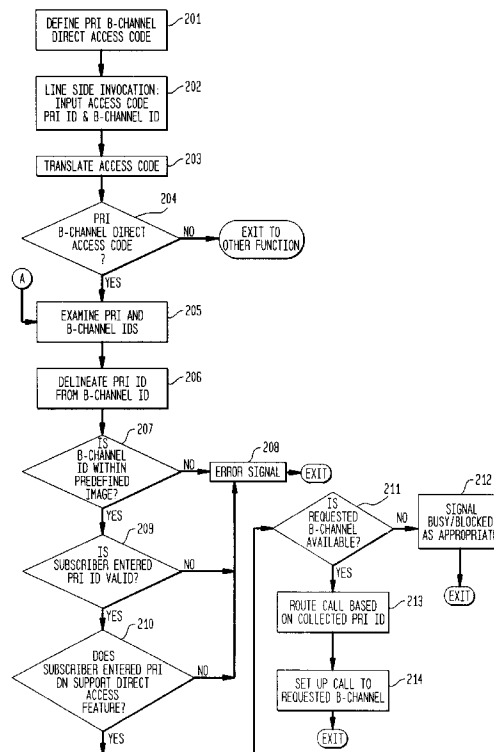 DEFINE PRI B-CHANNEL
DIRECT ACCESS CODE
201
LINE SIDE INVOCATION:
INPUT ACCESS CODE
PRI ID & B-CHANNEL ID
202
TRANSLATE ACCESS CODE
203
PRI
B-CHANNEL DIRECT
ACCESS CODE
?
204
NO
EXIT TO
OTHER FUNCTION
YES
A
EXAMINE PRI AND
B-CHANNEL IDS
205
DELINEATE PRI ID
FROM B-CHANNEL ID
206
IS
B-CHANNEL
ID WITHIN
PREDEFINED
IMAGE?
207
NO
208
ERROR SIGNAL
EXIT
YES
IS
SUBSCRIBER ENTERED
PRI ID VALID?
209
NO
YES
DOES
SUBSCRIBER ENTERED PRI
DN SUPPORT DIRECT
ACCESS
FEATURE?
210
NO
YES
IS
REQUESTED
B-CHANNEL
AVAILABLE?
211
NO
212
SIGNAL
BUSY/BLOCKED
AS APPROPRIATE
EXIT
YES
ROUTE CALL BASED
ON COLLECTED PRI ID
213
SET UP CALL TO
REQUESTED B-CHANNEL
214
EXIT